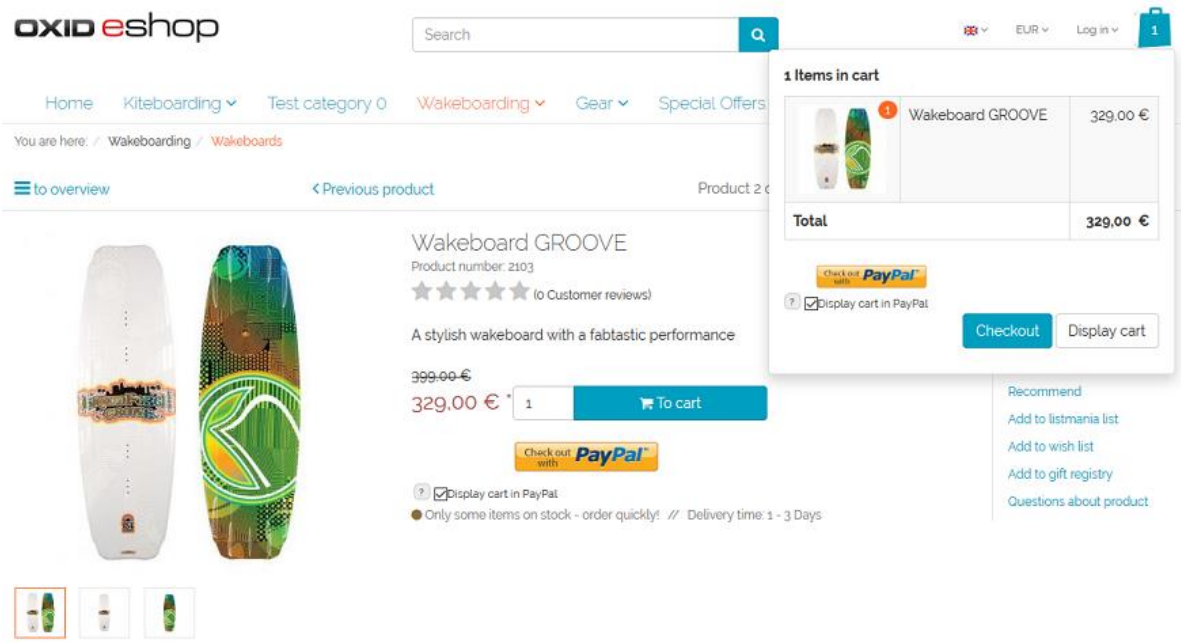 OXID eshop
Search
EUR
Log in
1
1 Items in cart
1
Wakeboard GROOVE
329,00 €
Total
329,00 €
Check out with PayPal™
? Display cart in PayPal
Checkout
Display cart
Home
Kiteboarding
Test category 0
Wakeboarding
Gear
Special Offers
You are here: / Wakeboarding / Wakeboards
to overview
Previous product
Product 2
Wakeboard GROOVE
Product number: 2103
(0 Customer reviews)
A stylish wakeboard with a fabtastic performance
399,00 €
329,00 € *
1
To cart
Check out with PayPal™
? Display cart in PayPal
Only some items on stock - order quickly! // Delivery time: 1 - 3 Days
Recommend
Add to listmania list
Add to wish list
Add to gift registry
Questions about product